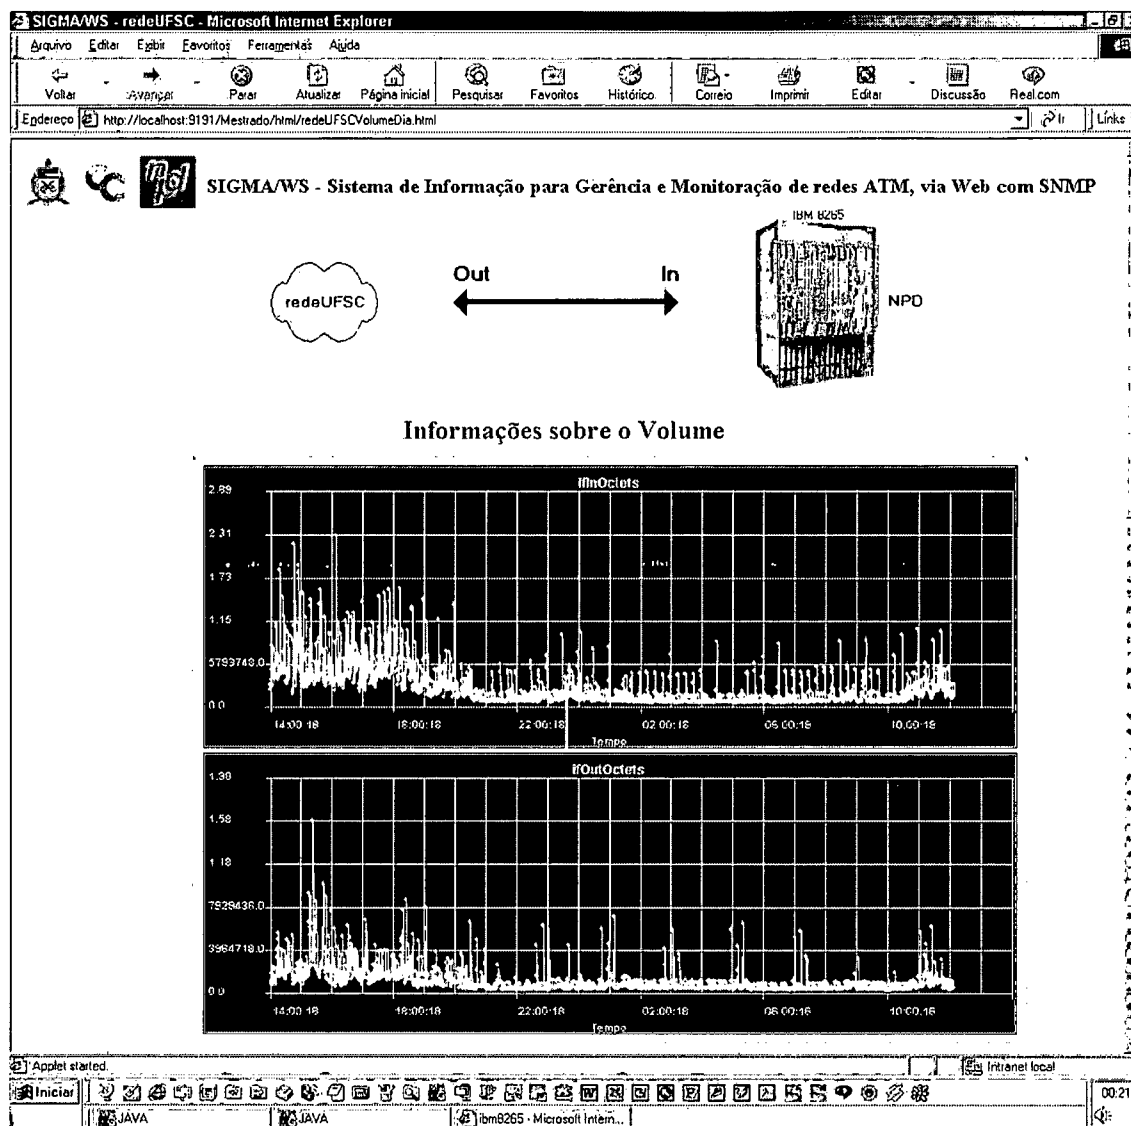 SIGMA/WS - redeUFSC - Microsoft Internet Explorer
Arquivo Editar Exibir Favoritos Ferramentas Ajuda
Voltar Avançar Parar Atualizar Página inicial Pesquisar Favoritos Histórico Correio Imprimir Editar Discussão Real.com
Endereço http://localhost:9191/Mestrado/html/redeUFSCVolumeDia.html Ir Links
SIGMA/WS - Sistema de Informação para Gerência e Monitoração de redes ATM, via Web com SNMP
IBM 8265
Out In
redeUFSC
NPD
Informações sobre o Volume
ifInOctets
2.89
2.31
1.73
1.15
5793748.0
0.0
14:00:18 18:00:18 22:00:18 02:00:18 06:00:18 10:00:18
Tempo
ifOutOctets
1.58
1.18
7929436.0
3964718.0
0.0
14:00:18 18:00:18 22:00:18 02:00:18 06:00:18 10:00:18
Tempo
Applet started. Intranet local
Iniciar 00:21
JAVA JAVA ibm8265 - Microsoft Intern...